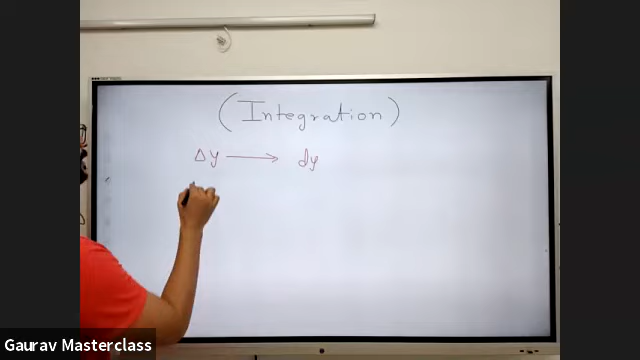 (Integration)
Δy → dy
Gaurav Masterclass